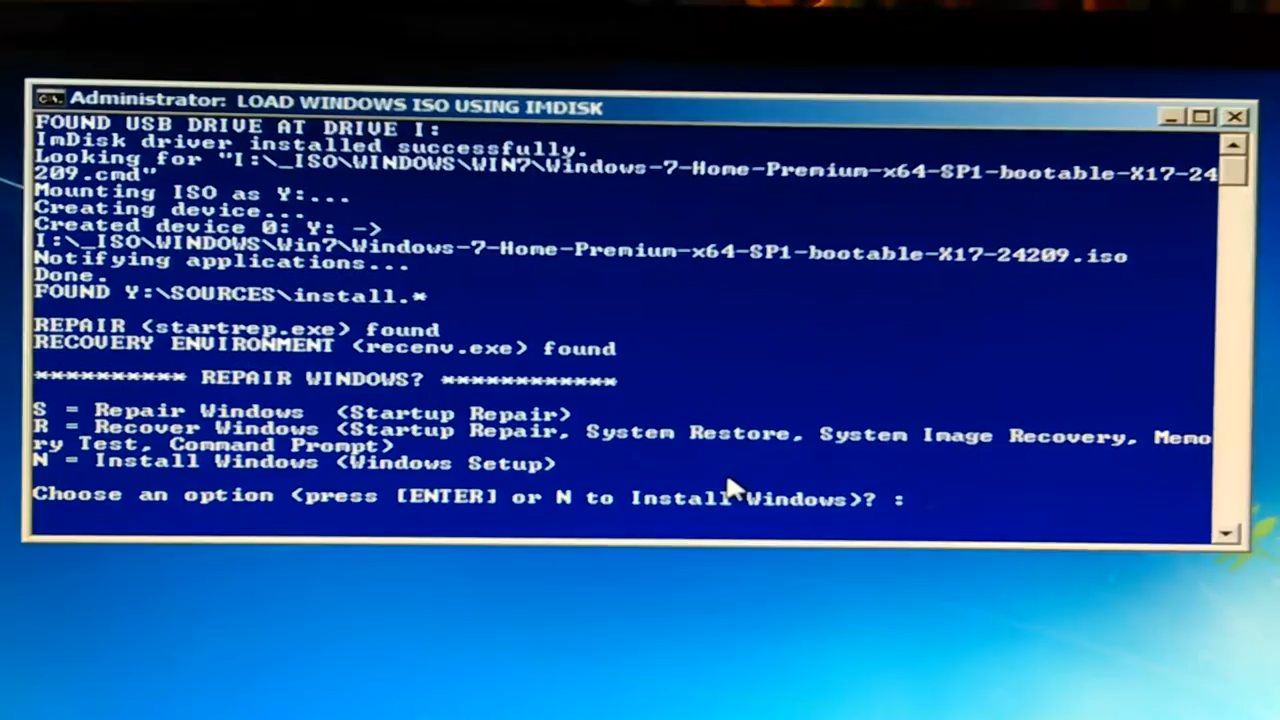 Administrator: LOAD WINDOWS ISO USING IMDISK
FOUND USB DRIVE AT DRIVE I:
ImDisk driver installed successfully.
Looking for "I:\_ISO\WINDOWS\WIN7\Windows-7-Home-Premium-x64-SP1-bootable-X17-24
209.cmd"
Mounting ISO as Y:...
Creating device...
Created device 0: Y: ->
I:\_ISO\WINDOWS\Win7\Windows-7-Home-Premium-x64-SP1-bootable-X17-24209.iso
Notifying applications...
Done.
FOUND Y:\SOURCES\install.*
REPAIR (startrep.exe) found
RECOVERY ENVIRONMENT (recenv.exe) found
********** REPAIR WINDOWS? ************
S = Repair Windows  (Startup Repair)
R = Recover Windows (Startup Repair, System Restore, System Image Recovery, Memo
ry Test, Command Prompt)
N = Install Windows (Windows Setup)
Choose an option (press [ENTER] or N to Install Windows)? :